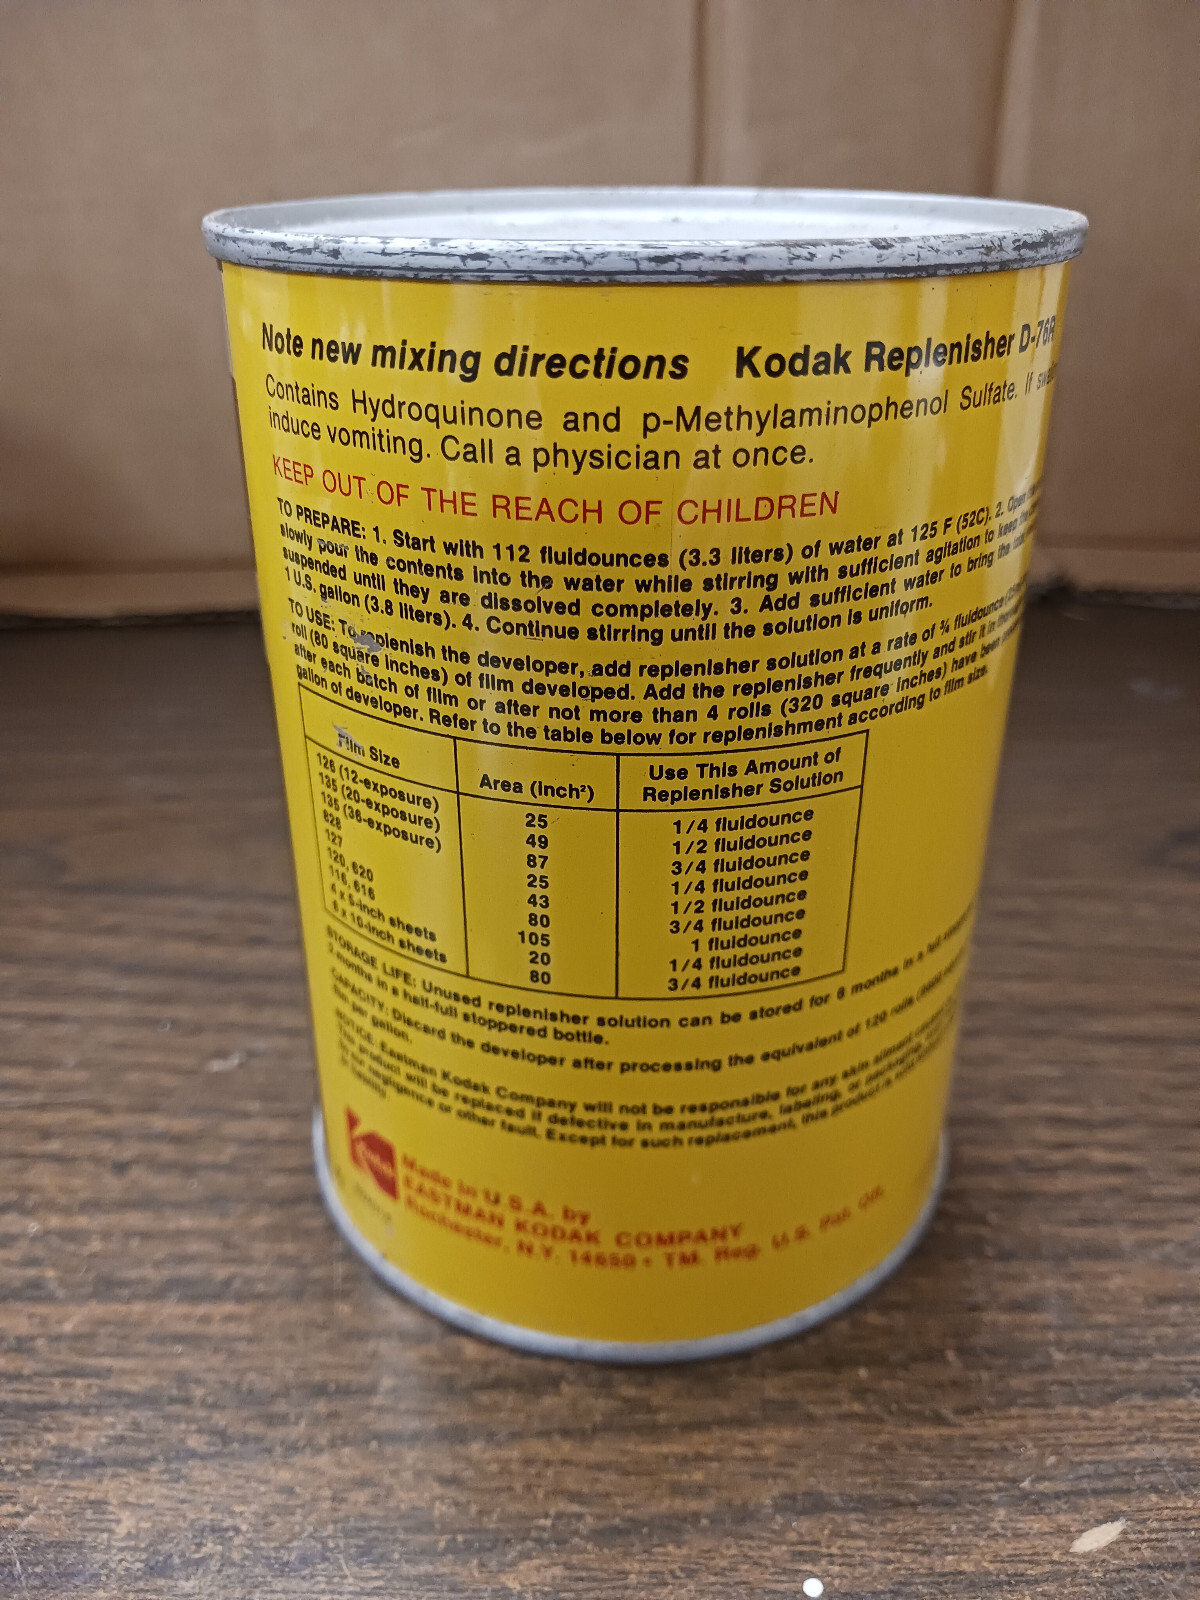 Note new mixing directions Kodak Replenisher D-76R
Contains Hydroquinone and p-Methylaminophenol Sulfate. If
induce vomiting. Call a physician at once.
KEEP OUT OF THE REACH OF CHILDREN
TO PREPARE: 1. Start with 112 fluidounces (3.3 liters) of water at 125 F (52C). 2. Open
slowly pour the contents into the water while stirring with sufficient agitation to keep the
suspended until they are dissolved completely. 3. Add sufficient water to bring the
1 U.S. gallon (3.8 liters). 4. Continue stirring until the solution is uniform.
TO USE: To replenish the developer, add replenisher solution at a rate of ¾ fluidounce
roll (80 square inches) of film developed. Add the replenisher frequently and stir it in
after each batch of film or after not more than 4 rolls (320 square inches) have been
gallon of developer. Refer to the table below for replenishment according to film size.
Film Size Area (Inch²) Use This Amount of
Replenisher Solution
126 (12-exposure) 25 1/4 fluidounce
135 (20-exposure) 49 1/2 fluidounce
135 (36-exposure) 87 3/4 fluidounce
828 25 1/4 fluidounce
127 43 1/2 fluidounce
120, 620 80 3/4 fluidounce
116, 616 105 1 fluidounce
4 x 5-inch sheets 20 1/4 fluidounce
8 x 10-inch sheets 80 3/4 fluidounce
STORAGE LIFE: Unused replenisher solution can be stored for 6 months in a full
2 months in a half-full stoppered bottle.
CAPACITY: Discard the developer after processing the equivalent of 120 rolls
film per gallon.
NOTICE: Eastman Kodak Company will not be responsible for any skin ailment
This product will be replaced if defective in manufacture, labeling, or packaging,
or for negligence or other fault. Except for such replacement, this product is
Kodak
Made in U.S.A. by
EASTMAN KODAK COMPANY
Rochester, N.Y. 14650 • TM. Reg. U.S. Pat. Off.